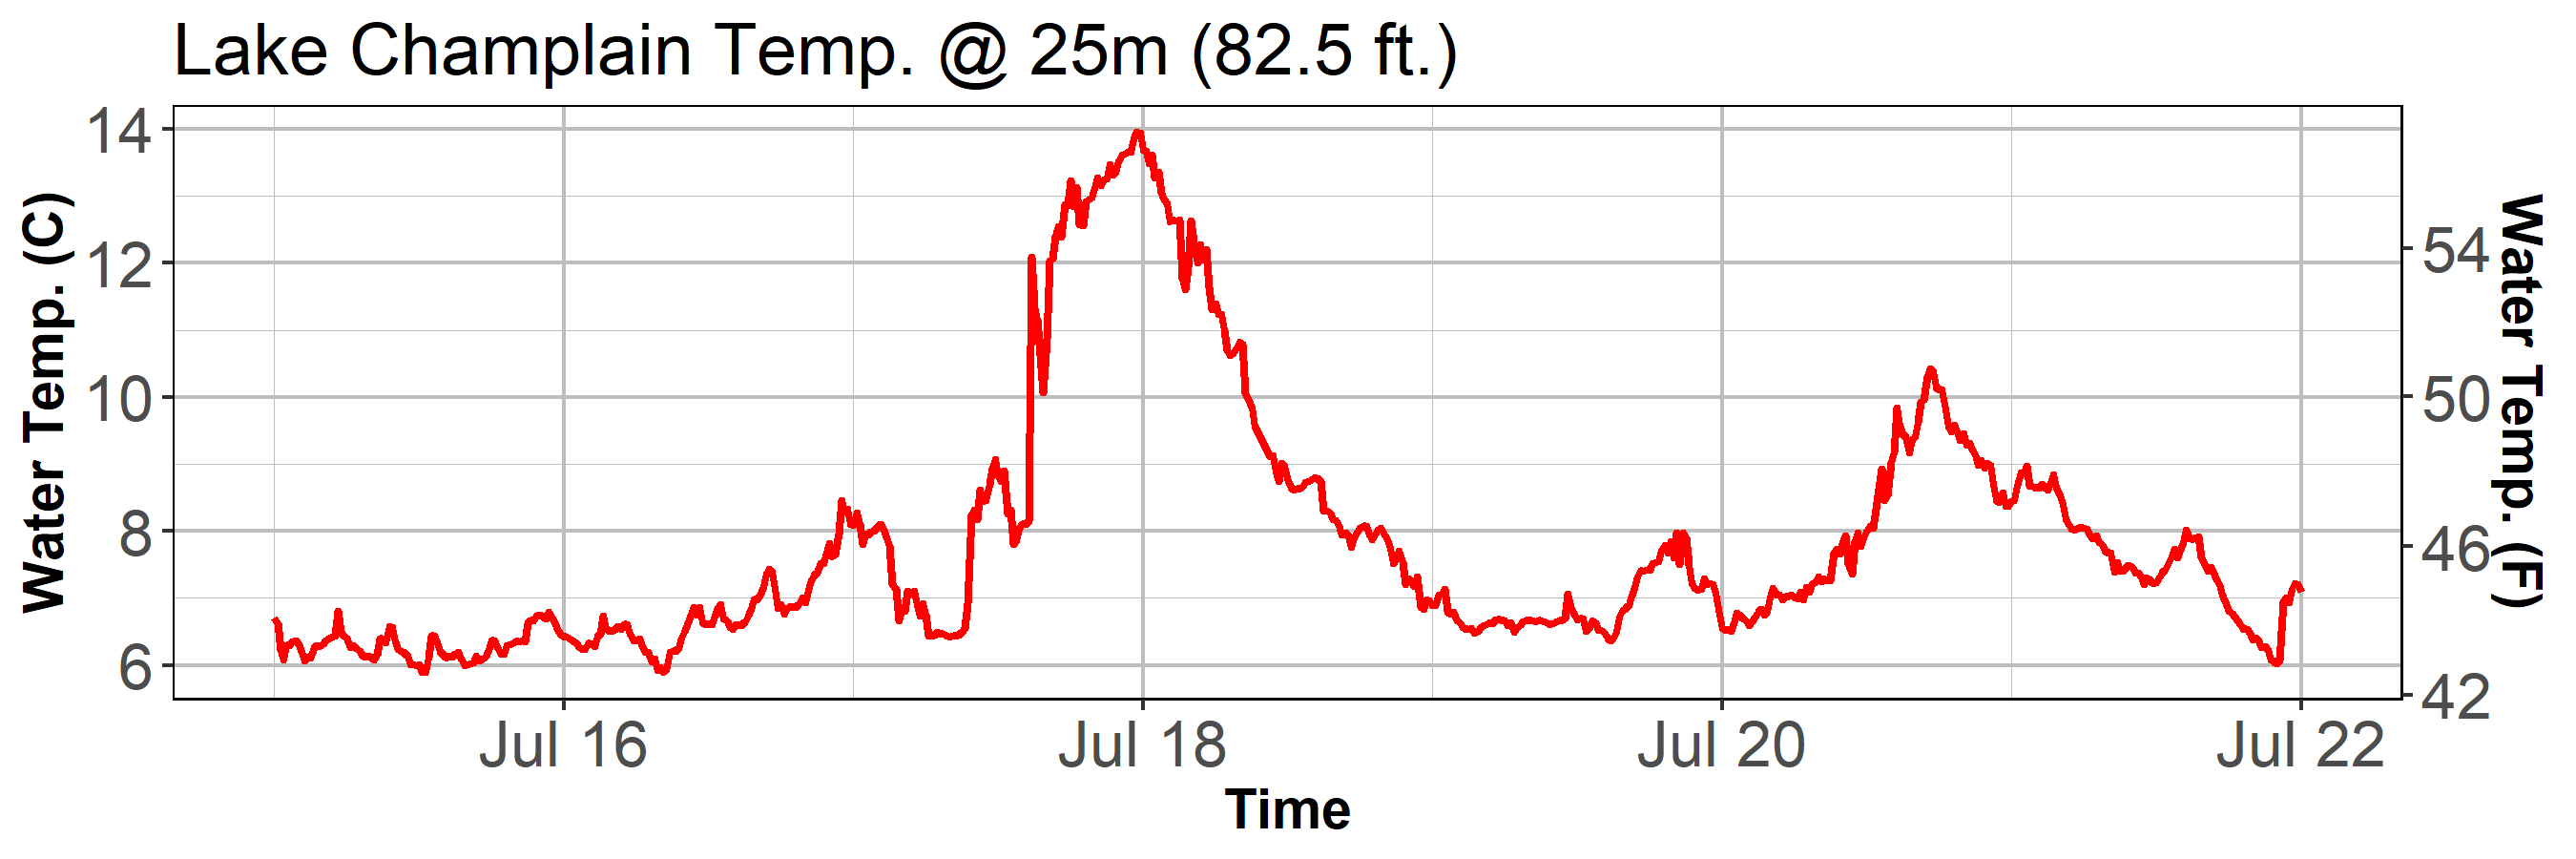 Lake Champlain Temp. @ 25m (82.5 ft.)
Water Temp. (C)
14
12
10
8
6
54
50
46
42
Water Temp. (F)
Jul 16 Jul 18 Jul 20 Jul 22
Time